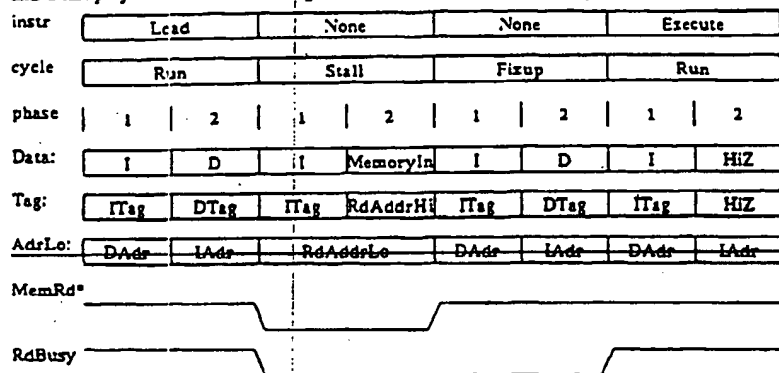 instr Load None None Execute
cycle Run Stall Fixup Run
phase 1 2 1 2 1 2 1 2
Data: I D I MemoryIn I D I HiZ
Tag: ITag DTag ITag RdAddrHi ITag DTag ITag HiZ
AdrLo: DAdr IAdr RdAddrLo DAdr IAdr DAdr IAdr
MemRd*
RdBusy